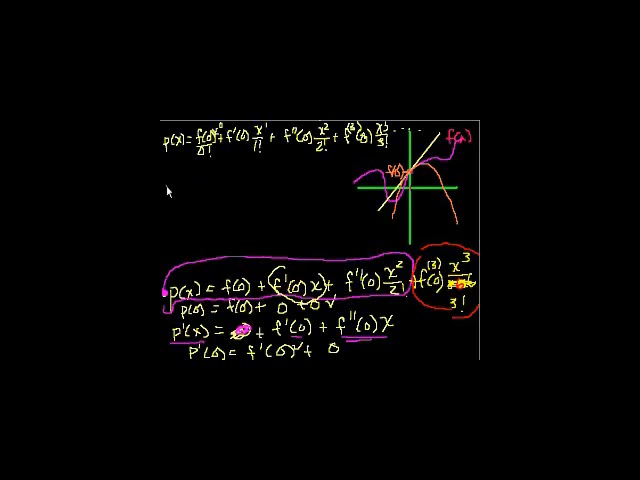 p(x) = f(0)x⁰/0! + f'(0) x¹/1! + f''(0) x²/2! + f⁽³⁾(0) x³/3! ...
f(x)
f(0)
p(x) = f(0) + f'(0)x + f''(0) x²/2! + f⁽³⁾(0) x³/3!
p(0) = f(0) + 0 + 0
p'(x) = + f'(0) + f''(0)x
p'(0) = f'(0) + 0